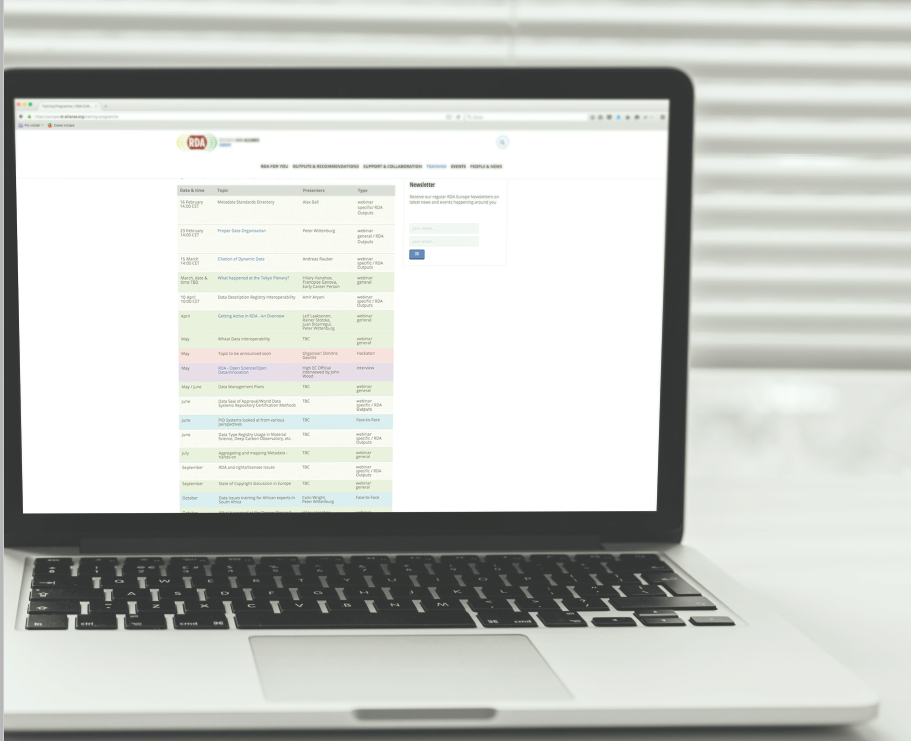 Training Programme | RDA Euro...
RDA
RDA FOR YOU OUTPUTS & RECOMMENDATIONS SUPPORT & COLLABORATION TRAINING EVENTS PEOPLE & NEWS
Newsletter
Receive our regular RDA Europe Newsletters on
latest news and events happening around you
Date & time Topic Presenters Type
16 February Metadata Standards Directory Alex Ball webinar
14:00 CET specific/ RDA
Outputs
23 February Proper Data Organisation Peter Wittenburg webinar
14:00 CET general / RDA
Outputs
15 March Citation of Dynamic Data Andreas Rauber webinar
14:00 CET specific / RDA
Outputs
March, date & What happened at the Tokyo Plenary? Hilary Hanahoe, webinar
time TBD Françoise Genova, general
Early Career Person
10 April Data Description Registry Interoperability Amir Aryani webinar
10:00 CET specific / RDA
Outputs
April Getting Active in RDA - An Overview Leif Laaksonen, webinar
Rainer Stotzka, general
Juan Bicarregui,
Peter Wittenburg
May Wheat Data Interoperability TBC webinar
general
May Topic to be announced soon Organiser: Dimitris Hackaton
May RDA - Open Science/Open High EC Official Interview
interviewed by John
Wood
May / June Data Management Plans TBC webinar
general
June Data Seal of Approval/World Data TBC webinar
Systems Repository Certification Methods specific / RDA
Outputs
June PID Systems looked at from various TBC Face-to-Face
perspectives
June Data Type Registry Usage in Material TBC webinar
Science, Deep Carbon Observatory, etc. specific / RDA
Outputs
July Aggregating and mapping Metadata - TBC webinar
Hands-on general
September RDA and rights/licenses issues TBC webinar
specific / RDA
Outputs
September State of Copyright discussion in Europe TBC webinar
general
October Data issues training for African experts in Face-to-Face
South Africa Peter Wittenburg
Q W E R T Y U I O P
A S D F G H J K L
Z X C V B N M
fn ctrl cmd ⌘ ⌘ cmd